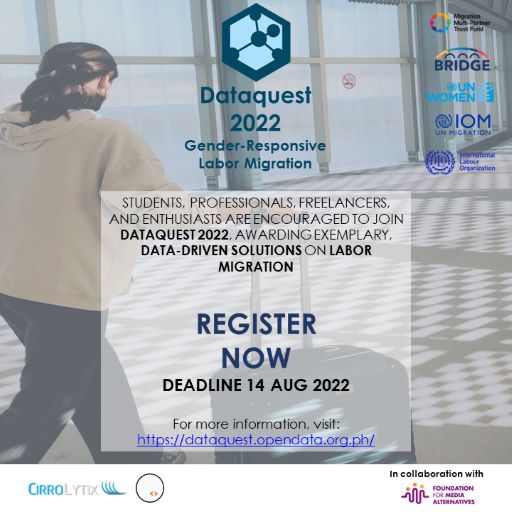 Dataquest
2022
Gender-Responsive
Labor Migration
Migration
Multi-Partner
Trust Fund
BRIDGE
UN
WOMEN
IOM
UN MIGRATION
International
Labour
Organization
STUDENTS, PROFESSIONALS, FREELANCERS,
AND ENTHUSIASTS ARE ENCOURAGED TO JOIN
DATAQUEST 2022, AWARDING EXEMPLARY,
DATA-DRIVEN SOLUTIONS ON LABOR
MIGRATION
REGISTER
NOW
DEADLINE 14 AUG 2022
For more information, visit:
https://dataquest.opendata.org.ph/
CIRROLYTIX
<>
In collaboration with
FOUNDATION
FOR MEDIA
ALTERNATIVES